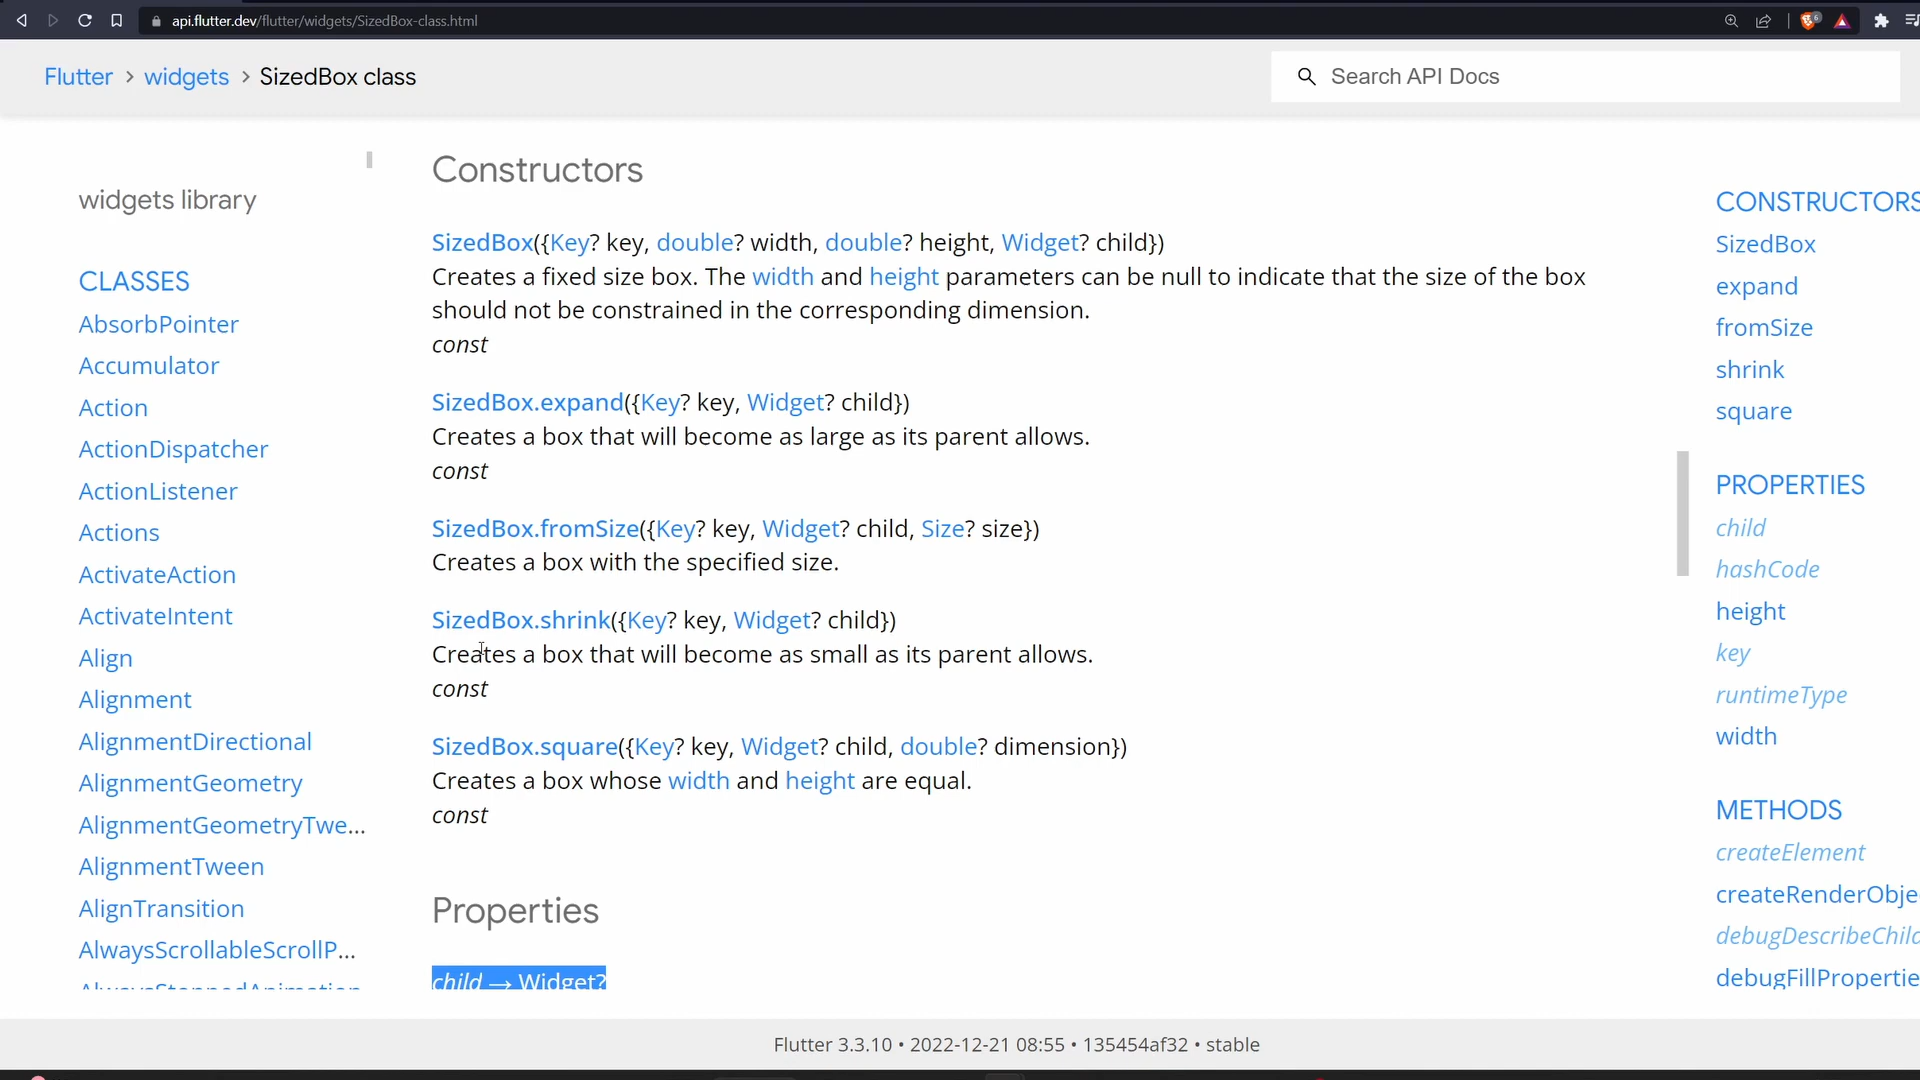 api.flutter.dev/flutter/widgets/SizedBox-class.html
6
Flutter > widgets > SizedBox class
Search API Docs
widgets library
CLASSES
AbsorbPointer
Accumulator
Action
ActionDispatcher
ActionListener
Actions
ActivateAction
ActivateIntent
Align
Alignment
AlignmentDirectional
AlignmentGeometry
AlignmentGeometryTwe...
AlignmentTween
AlignTransition
AlwaysScrollableScrollP...
AlwaysStoppedAnimation
Constructors
SizedBox({Key? key, double? width, double? height, Widget? child})
Creates a fixed size box. The width and height parameters can be null to indicate that the size of the box
should not be constrained in the corresponding dimension.
const
SizedBox.expand({Key? key, Widget? child})
Creates a box that will become as large as its parent allows.
const
SizedBox.fromSize({Key? key, Widget? child, Size? size})
Creates a box with the specified size.
SizedBox.shrink({Key? key, Widget? child})
Creates a box that will become as small as its parent allows.
const
SizedBox.square({Key? key, Widget? child, double? dimension})
Creates a box whose width and height are equal.
const
Properties
child → Widget?
CONSTRUCTORS
SizedBox
expand
fromSize
shrink
square
PROPERTIES
child
hashCode
height
key
runtimeType
width
METHODS
createElement
createRenderObje
debugDescribeChild
debugFillPropertie
Flutter 3.3.10 • 2022-12-21 08:55 • 135454af32 • stable